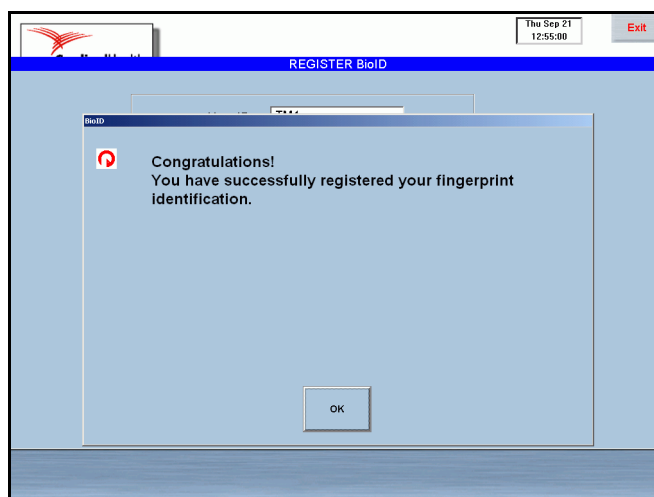 Thu Sep 21
12:55:00
Exit
REGISTER BioID
BioID
Congratulations!
You have successfully registered your fingerprint
identification.
OK